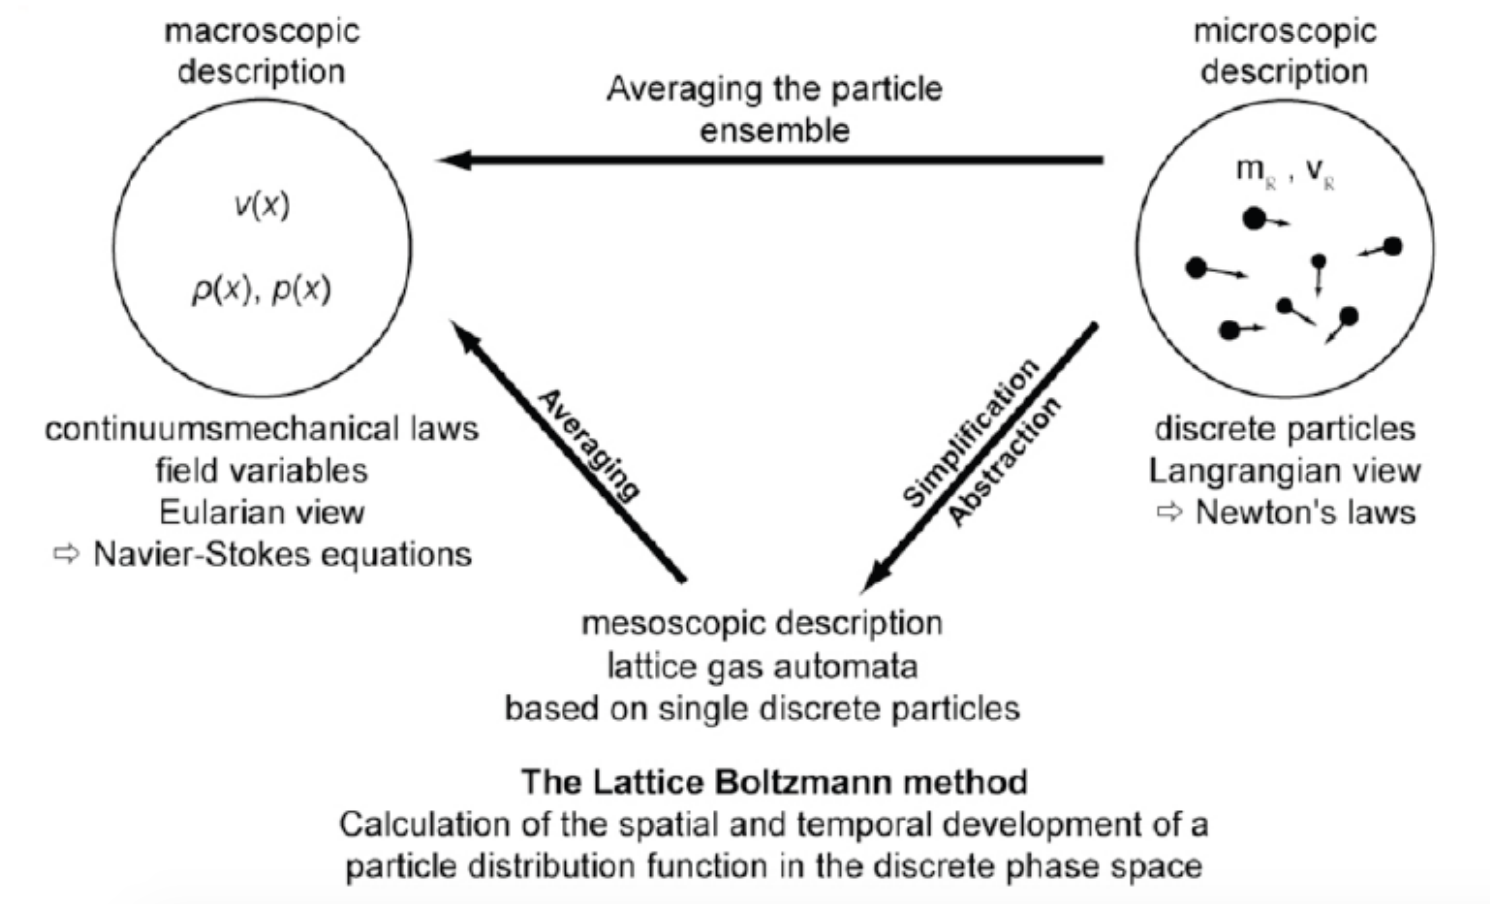 macroscopic
description
v(x)
ρ(x), p(x)
continuumsmechanical laws
field variables
Eularian view
⇨ Navier-Stokes equations
Averaging the particle
ensemble
microscopic
description
m_R , v_R
discrete particles
Langrangian view
⇨ Newton's laws
Averaging
Simplification
Abstraction
mesoscopic description
lattice gas automata
based on single discrete particles
The Lattice Boltzmann method
Calculation of the spatial and temporal development of a
particle distribution function in the discrete phase space